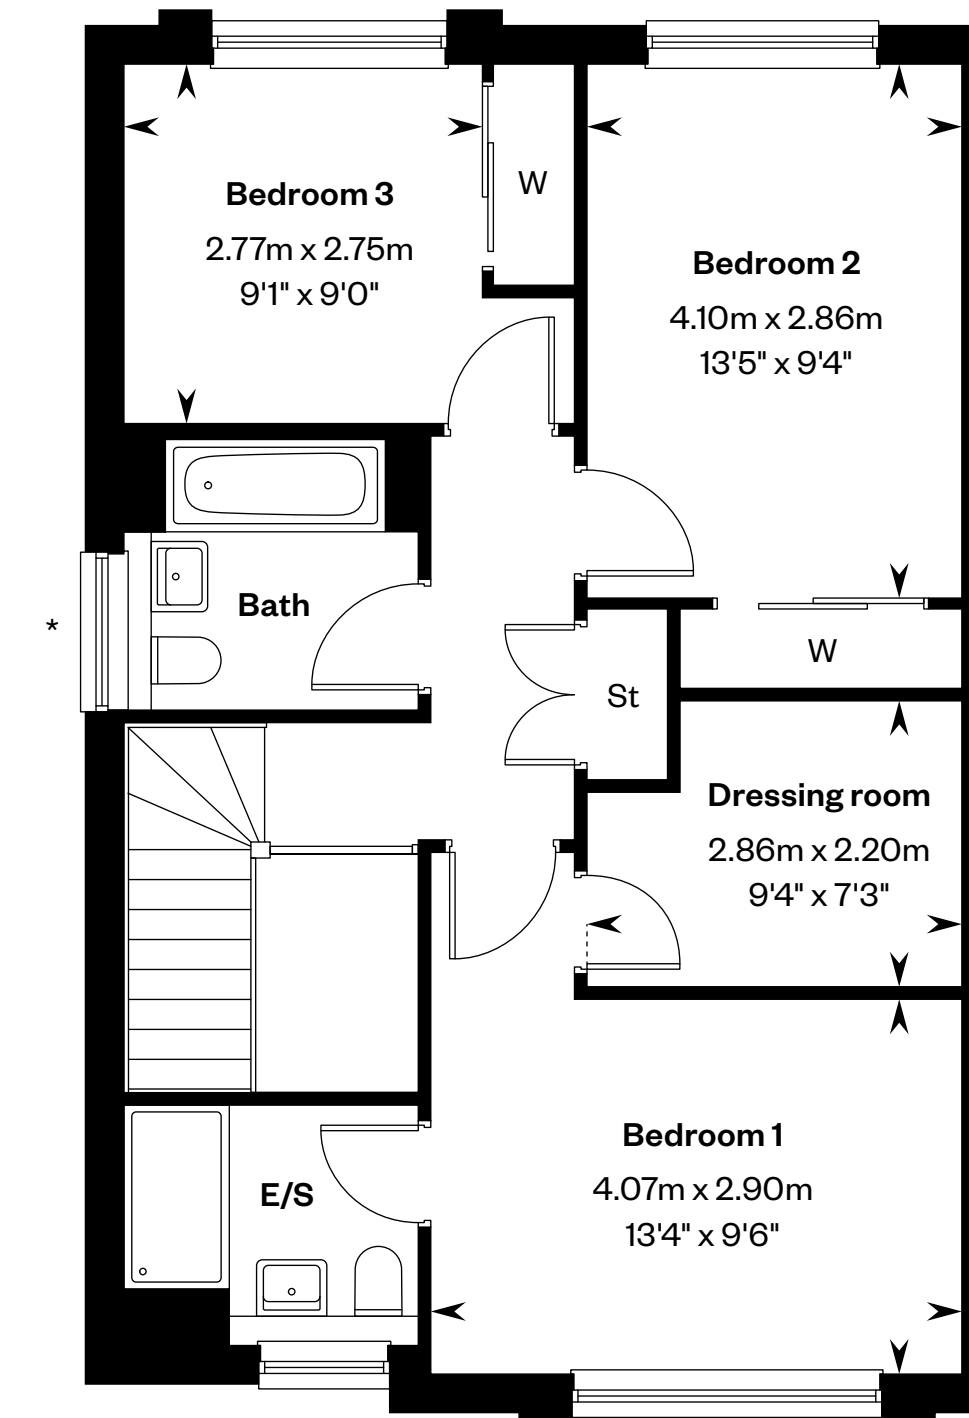 Bedroom 3
2.77m x 2.75m
9'1" x 9'0"
W
Bedroom 2
4.10m x 2.86m
13'5" x 9'4"
Bath
*
W
St
Dressing room
2.86m x 2.20m
9'4" x 7'3"
Bedroom 1
4.07m x 2.90m
13'4" x 9'6"
E/S